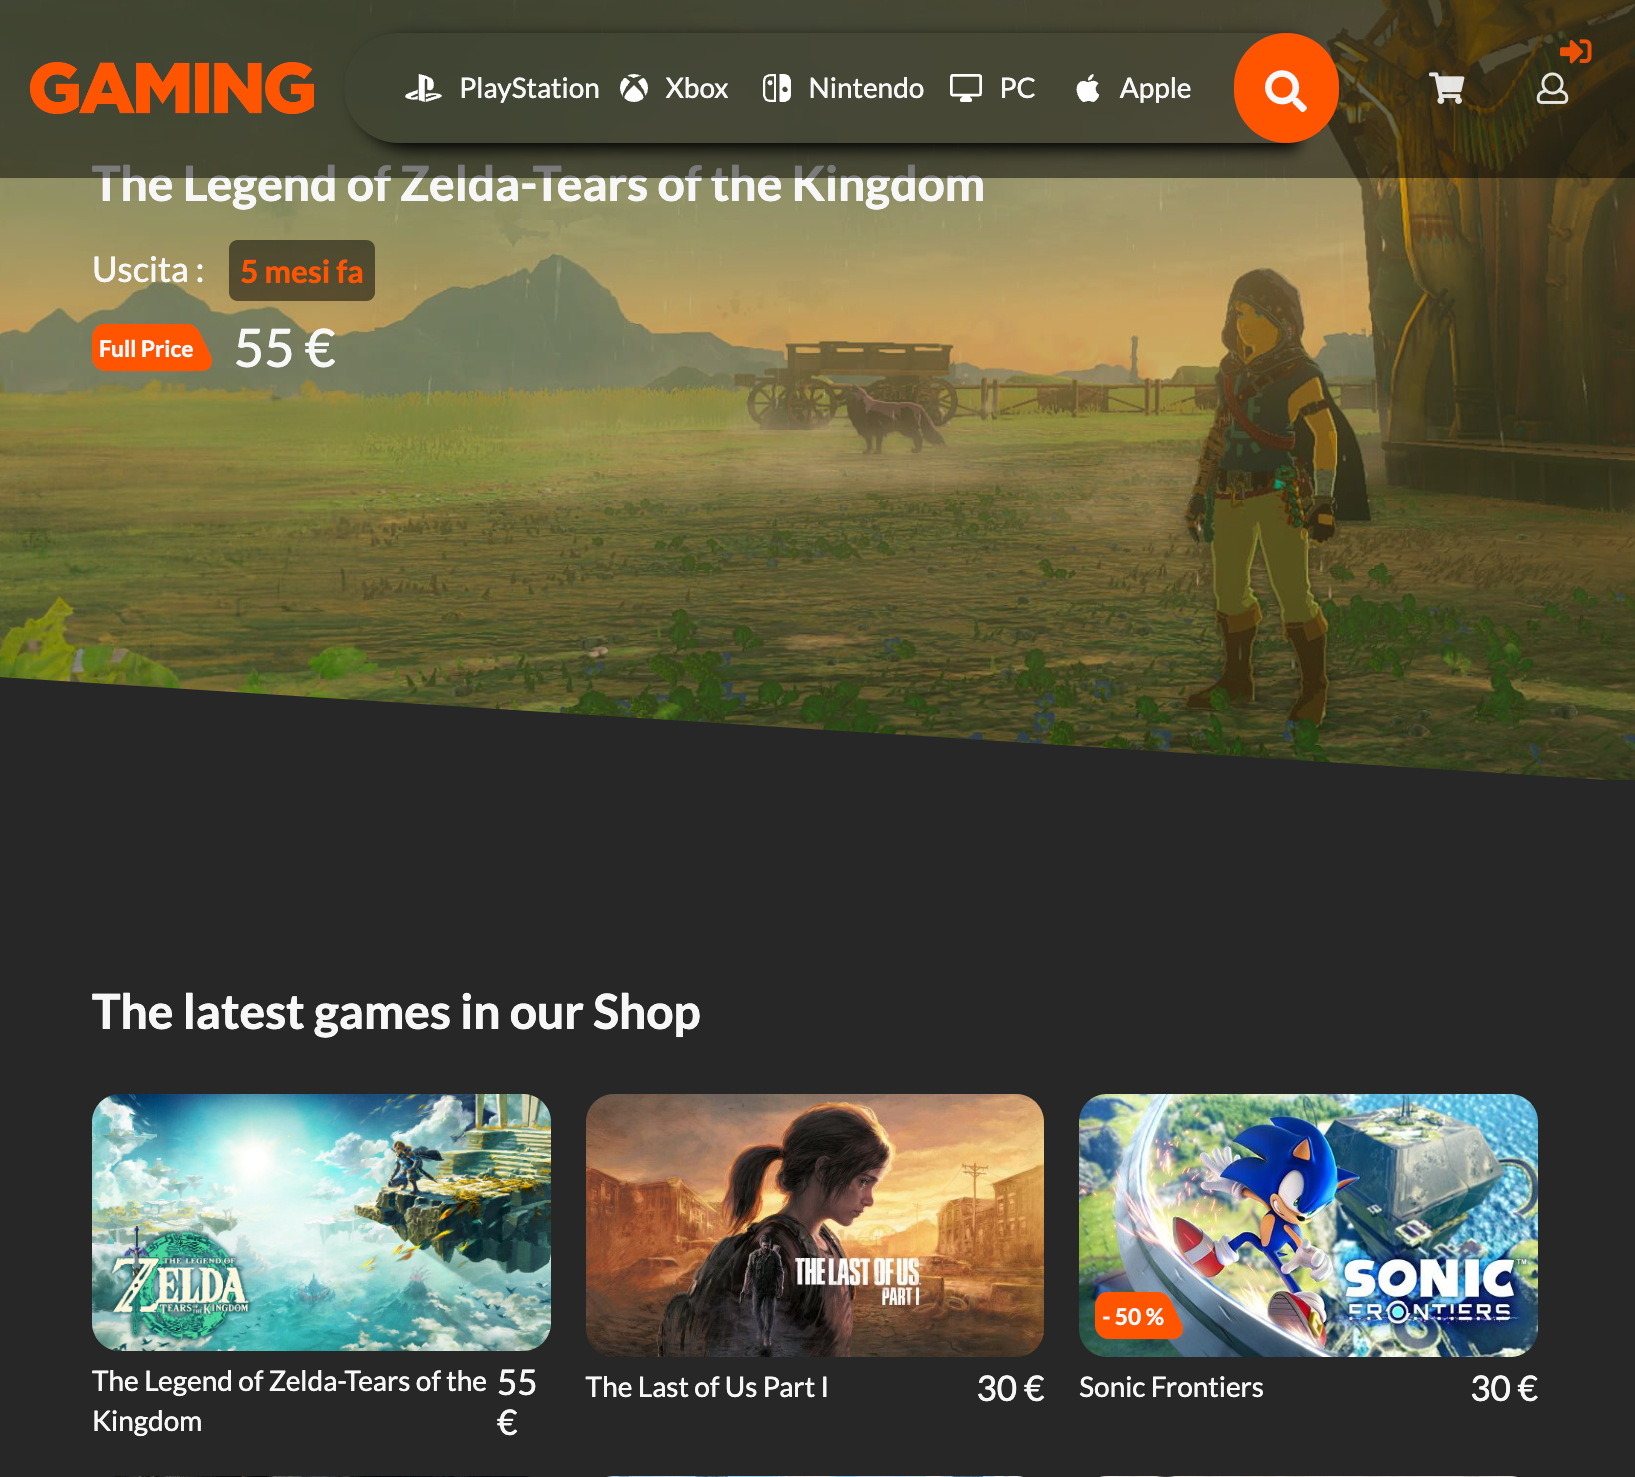 GAMING
PlayStation
Xbox
Nintendo
PC
Apple
The Legend of Zelda-Tears of the Kingdom
Uscita :
5 mesi fa
Full Price
55 €
The latest games in our Shop
THE LEGEND OF
ZELDA
TEARS OF THE KINGDOM
The Legend of Zelda-Tears of the
Kingdom
55
€
THE LAST OF US
PART I
The Last of Us Part I
30 €
SONIC™
FRONTIERS
- 50 %
Sonic Frontiers
30 €